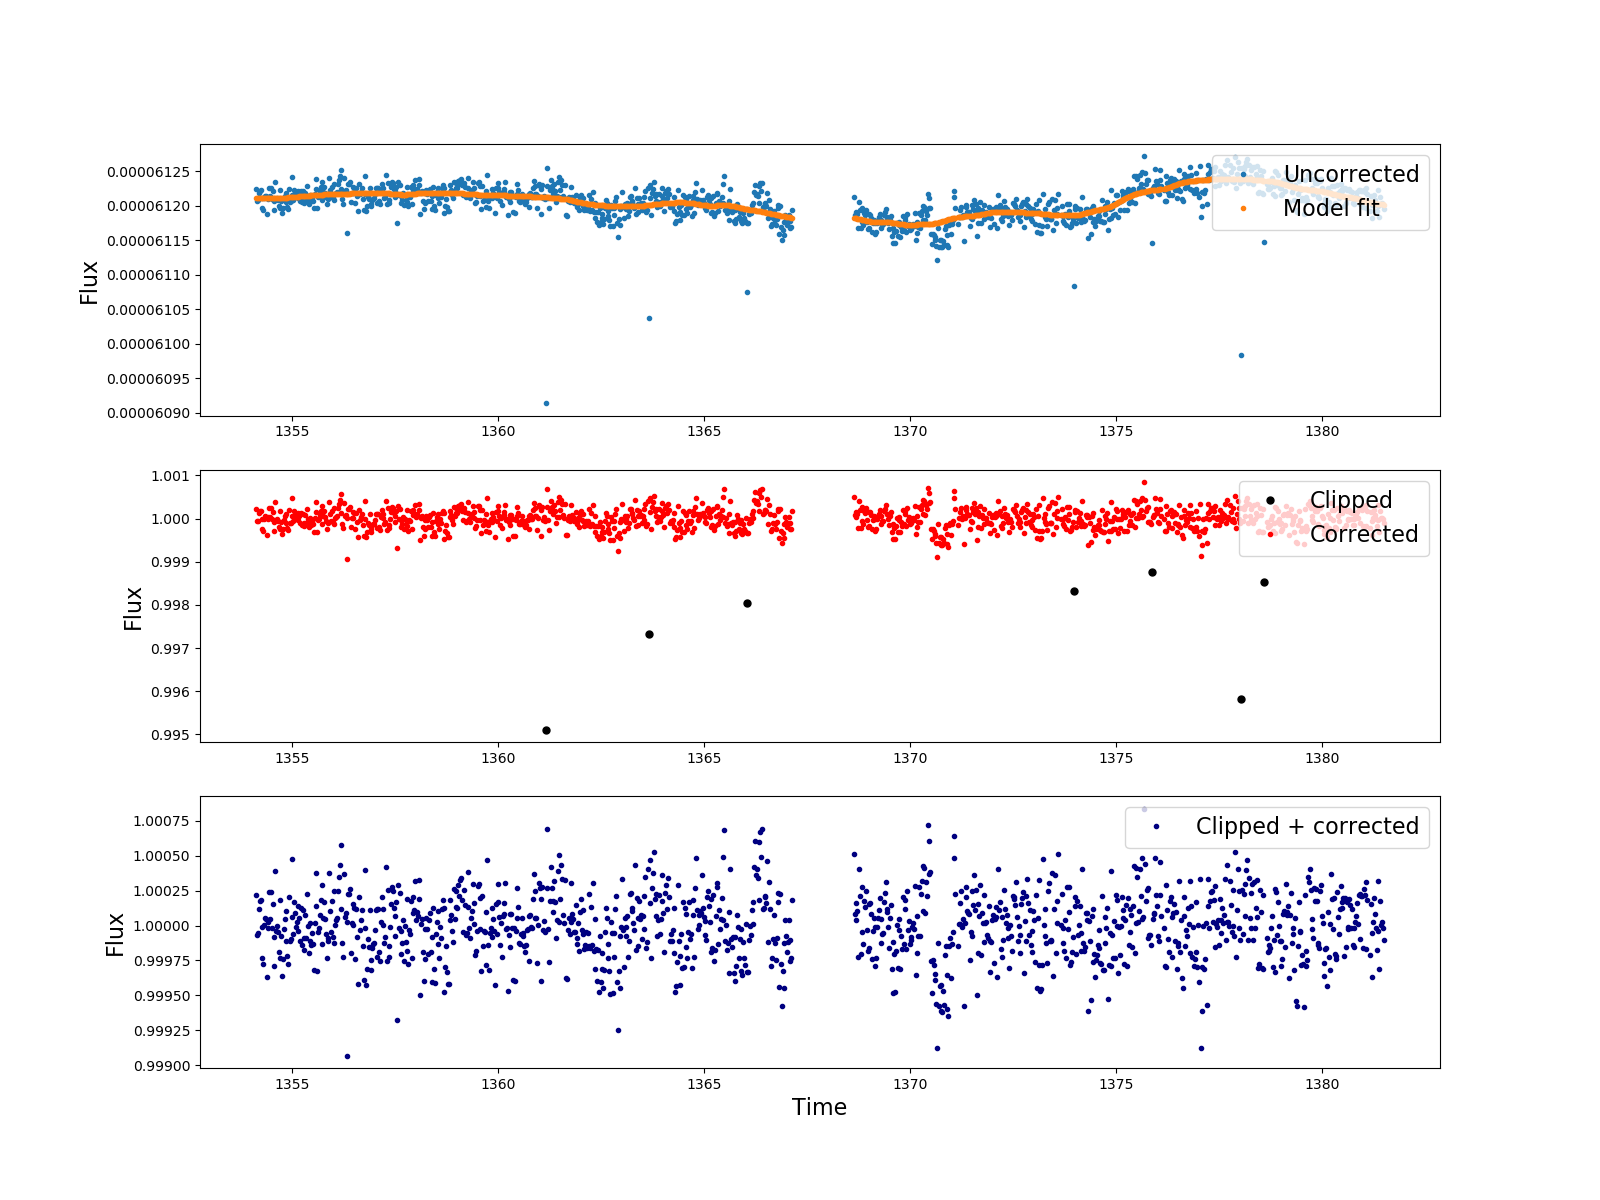 0.00006125
0.00006120
0.00006115
0.00006110
0.00006105
0.00006100
0.00006095
0.00006090
Flux
Uncorrected
Model fit
1355 1360 1365 1370 1375 1380
1.001
1.000
0.999
0.998
0.997
0.996
0.995
Flux
Clipped
Corrected
1355 1360 1365 1370 1375 1380
1.00075
1.00050
1.00025
1.00000
0.99975
0.99950
0.99925
0.99900
Flux
Clipped + corrected
1355 1360 1365 1370 1375 1380
Time